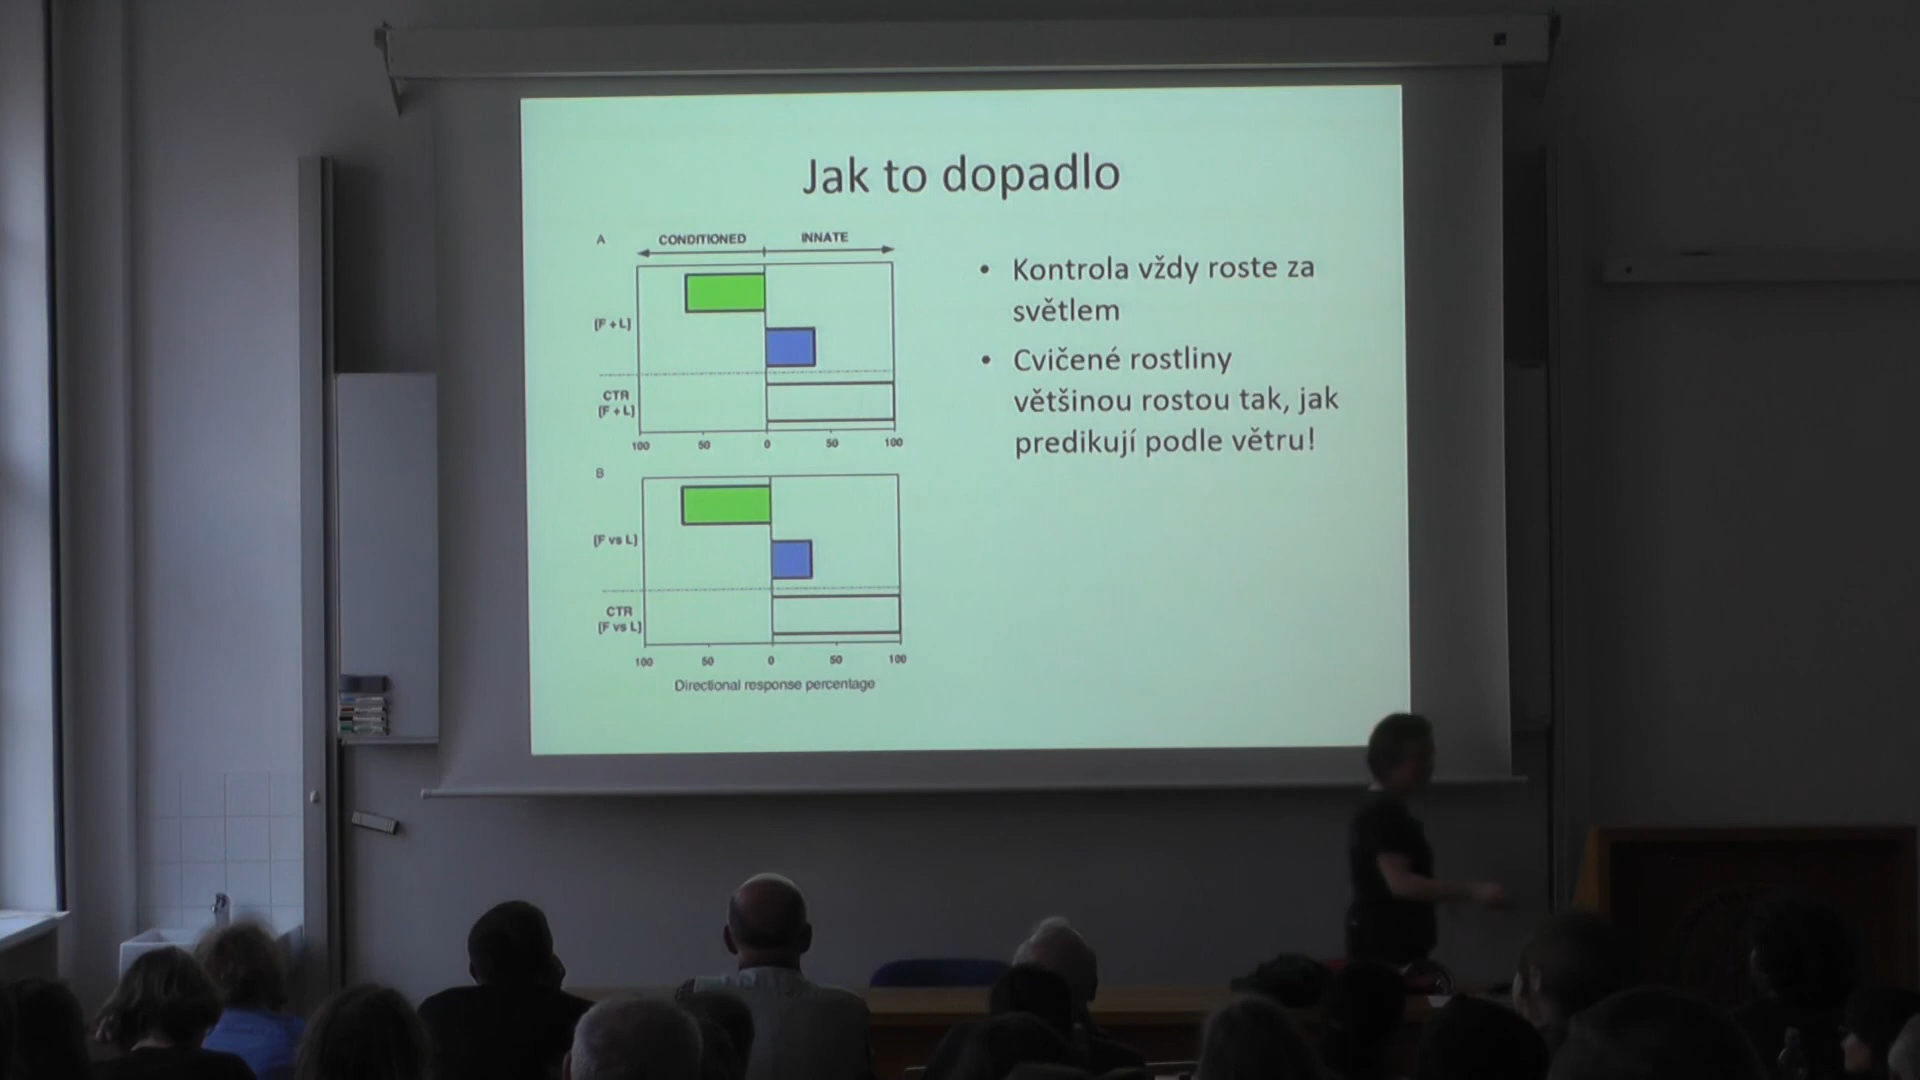 Jak to dopadlo
A
CONDITIONED
INNATE
[F + L]
CTR
[F + L]
100 50 0 50 100
B
[F vs L]
CTR
[F vs L]
100 50 0 50 100
Directional response percentage
• Kontrola vždy roste za
světlem
• Cvičené rostliny
většinou rostou tak, jak
predikují podle větru!